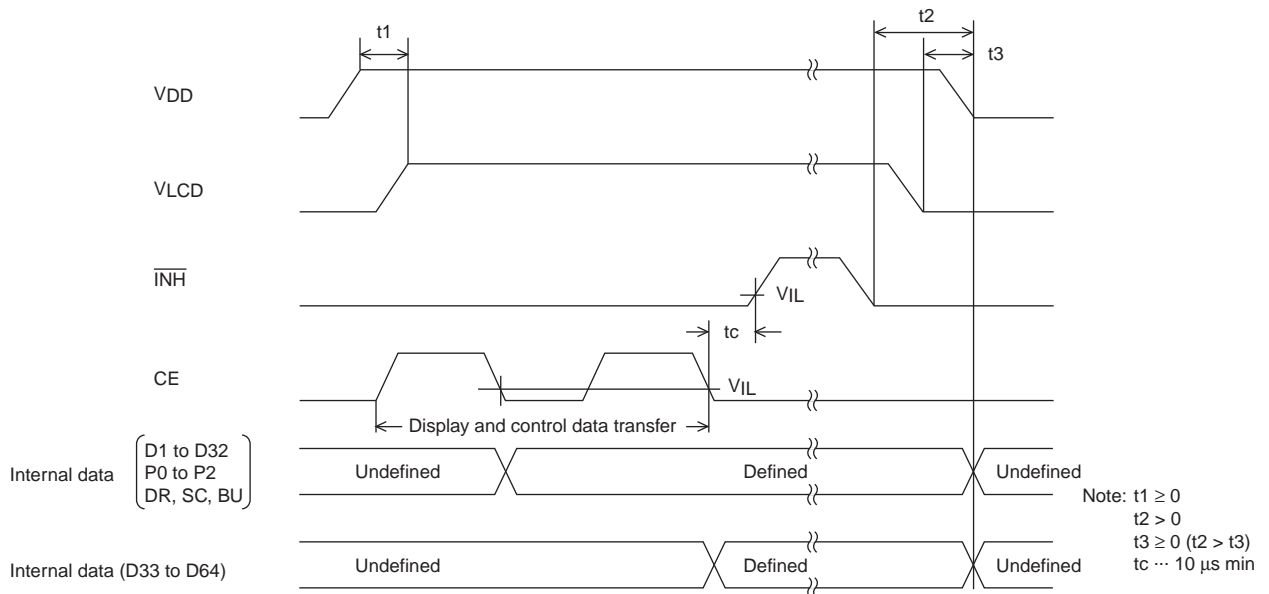 t2
t1
t3
VDD
VLCD
INH
VIL
tc
CE
VIL
Display and control data transfer
Internal data
D1 to D32
P0 to P2
DR, SC, BU
Undefined
Defined
Undefined
Internal data (D33 to D64)
Undefined
Defined
Undefined
Note: t1 ≥ 0
t2 > 0
t3 ≥ 0 (t2 > t3)
tc ··· 10 μs min